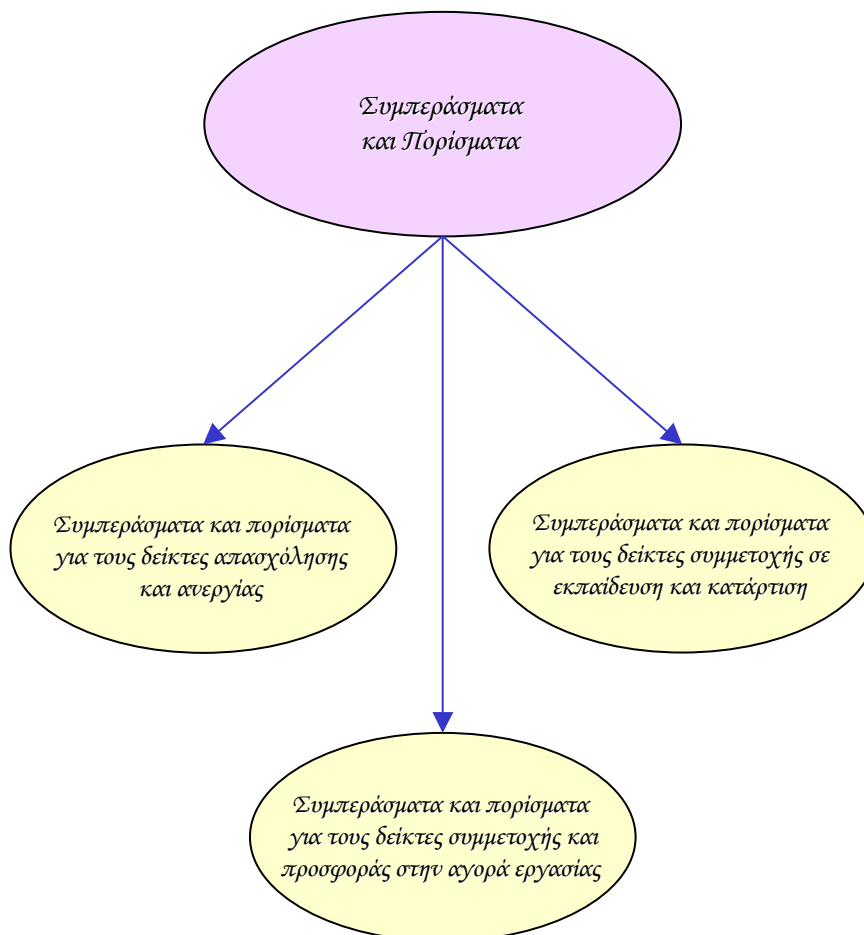 Συμπεράσματα
και Πορίσματα
Συμπεράσματα και πορίσματα
για τους δείκτες απασχόλησης
και ανεργίας
Συμπεράσματα και πορίσματα
για τους δείκτες συμμετοχής σε
εκπαίδευση και κατάρτιση
Συμπεράσματα και πορίσματα
για τους δείκτες συμμετοχής και
προσφοράς στην αγορά εργασίας